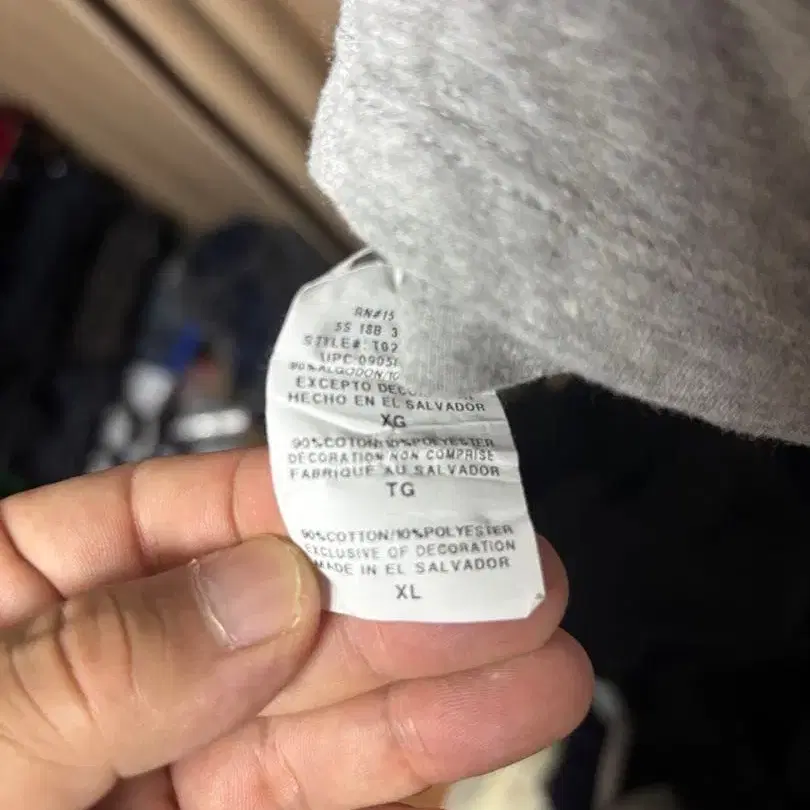 RN#15
SS 18B 3
STYLE#: T02
UPC:0905
90%ALGODON/10
EXCEPTO
HECHO EN EL SALVADOR
XG
90%COTON/10%POLYESTER
DECORATION NON COMPRISE
FABRIQUE AU SALVADOR
TG
90%COTTON/10%POLYESTER
EXCLUSIVE OF DECORATION
MADE IN EL SALVADOR
XL